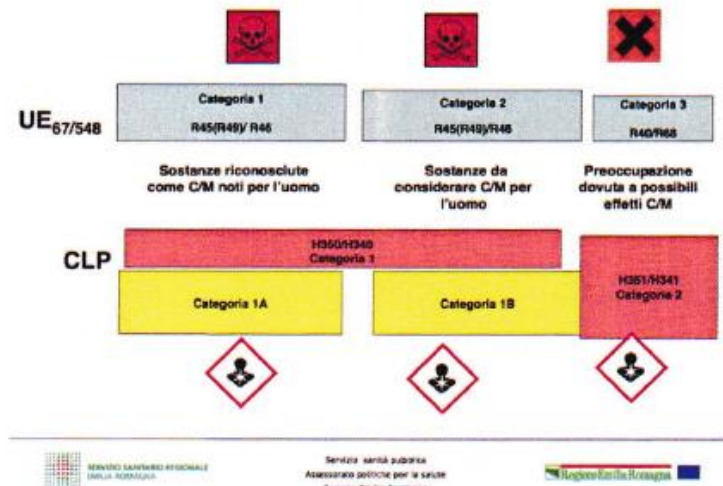 UE67/548
Categoria 1
R45(R49)/ R46
Categoria 2
R45(R49)/R46
Categoria 3
R40/R68
Sostanze riconosciute
come C/M noti per l'uomo
Sostanze da
considerare C/M per
l'uomo
Preoccupazione
dovuta a possibili
effetti C/M
CLP
H350/H340
Categoria 1
Categoria 1A
Categoria 1B
H351/H341
Categoria 2
SERVIZIO SANITARIO REGIONALE
EMILIA-ROMAGNA
Servizio sanità pubblica
Assessorato politiche per la salute
RegioneEmiliaRomagna